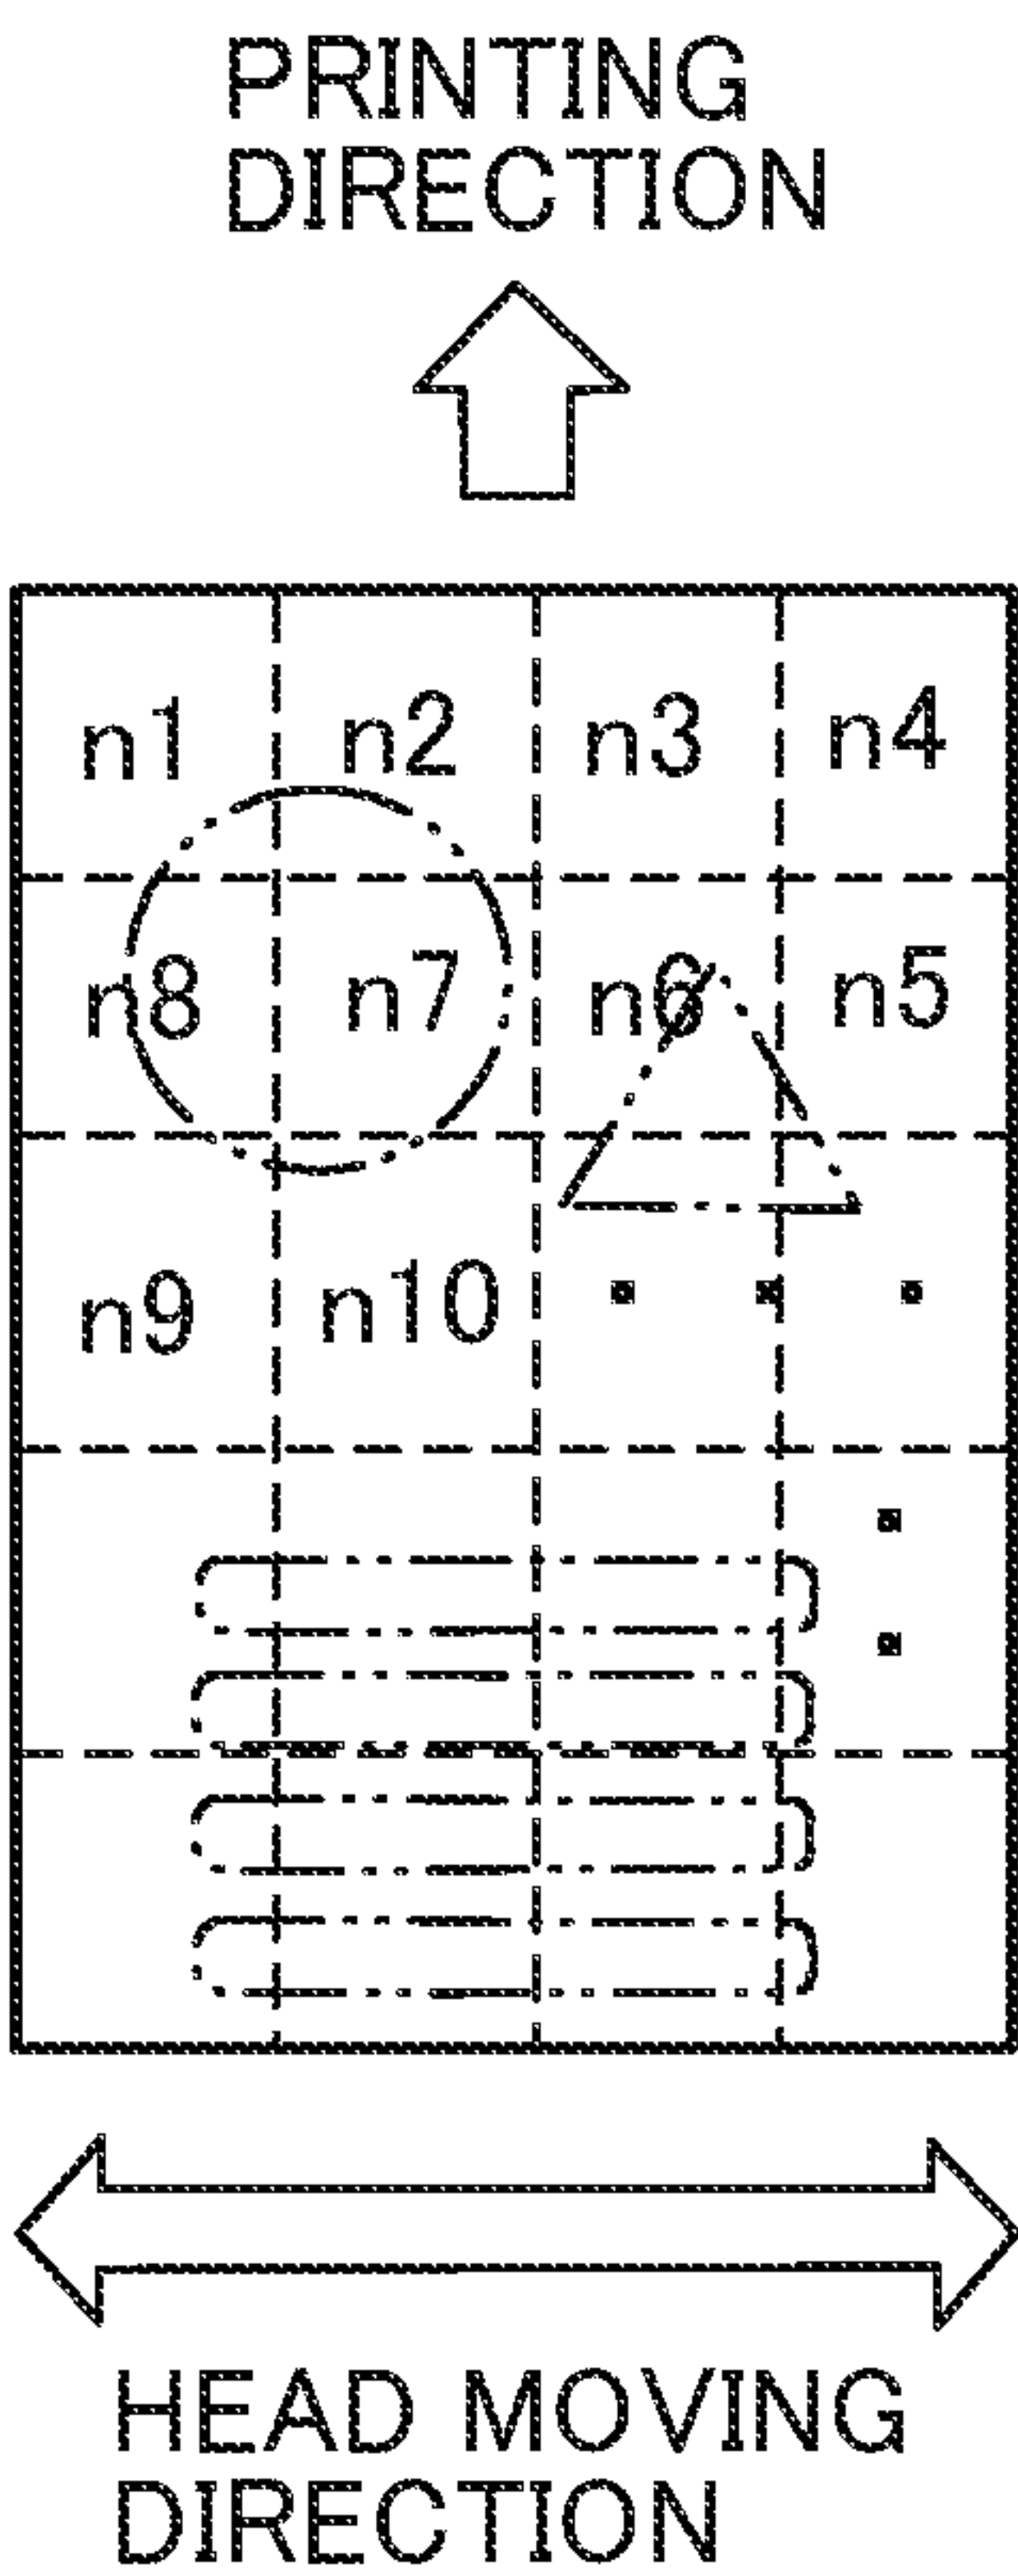 PRINTING
DIRECTION
n1 n2 n3 n4
n8 n7 n6 n5
n9 n10
HEAD MOVING
DIRECTION